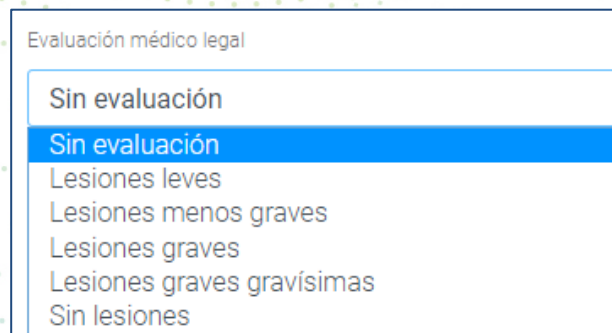 Evaluación médico legal
Sin evaluación
Sin evaluación
Lesiones leves
Lesiones menos graves
Lesiones graves
Lesiones graves gravísimas
Sin lesiones